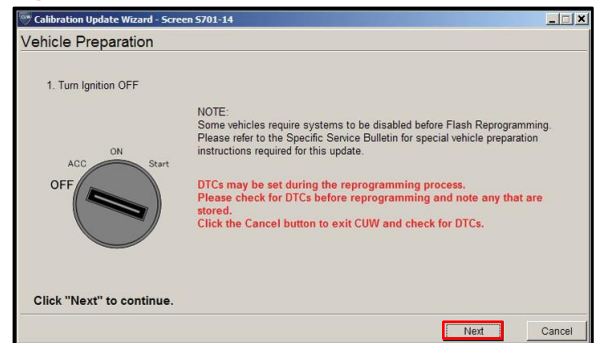 Calibration Update Wizard - Screen S701-14
Vehicle Preparation
1. Turn Ignition OFF
NOTE:
Some vehicles require systems to be disabled before Flash Reprogramming.
Please refer to the Specific Service Bulletin for special vehicle preparation
instructions required for this update.
ON
ACC
Start
OFF
DTCs may be set during the reprogramming process.
Please check for DTCs before reprogramming and note any that are
stored.
Click the Cancel button to exit CUW and check for DTCs.
Click "Next" to continue.
Next
Cancel